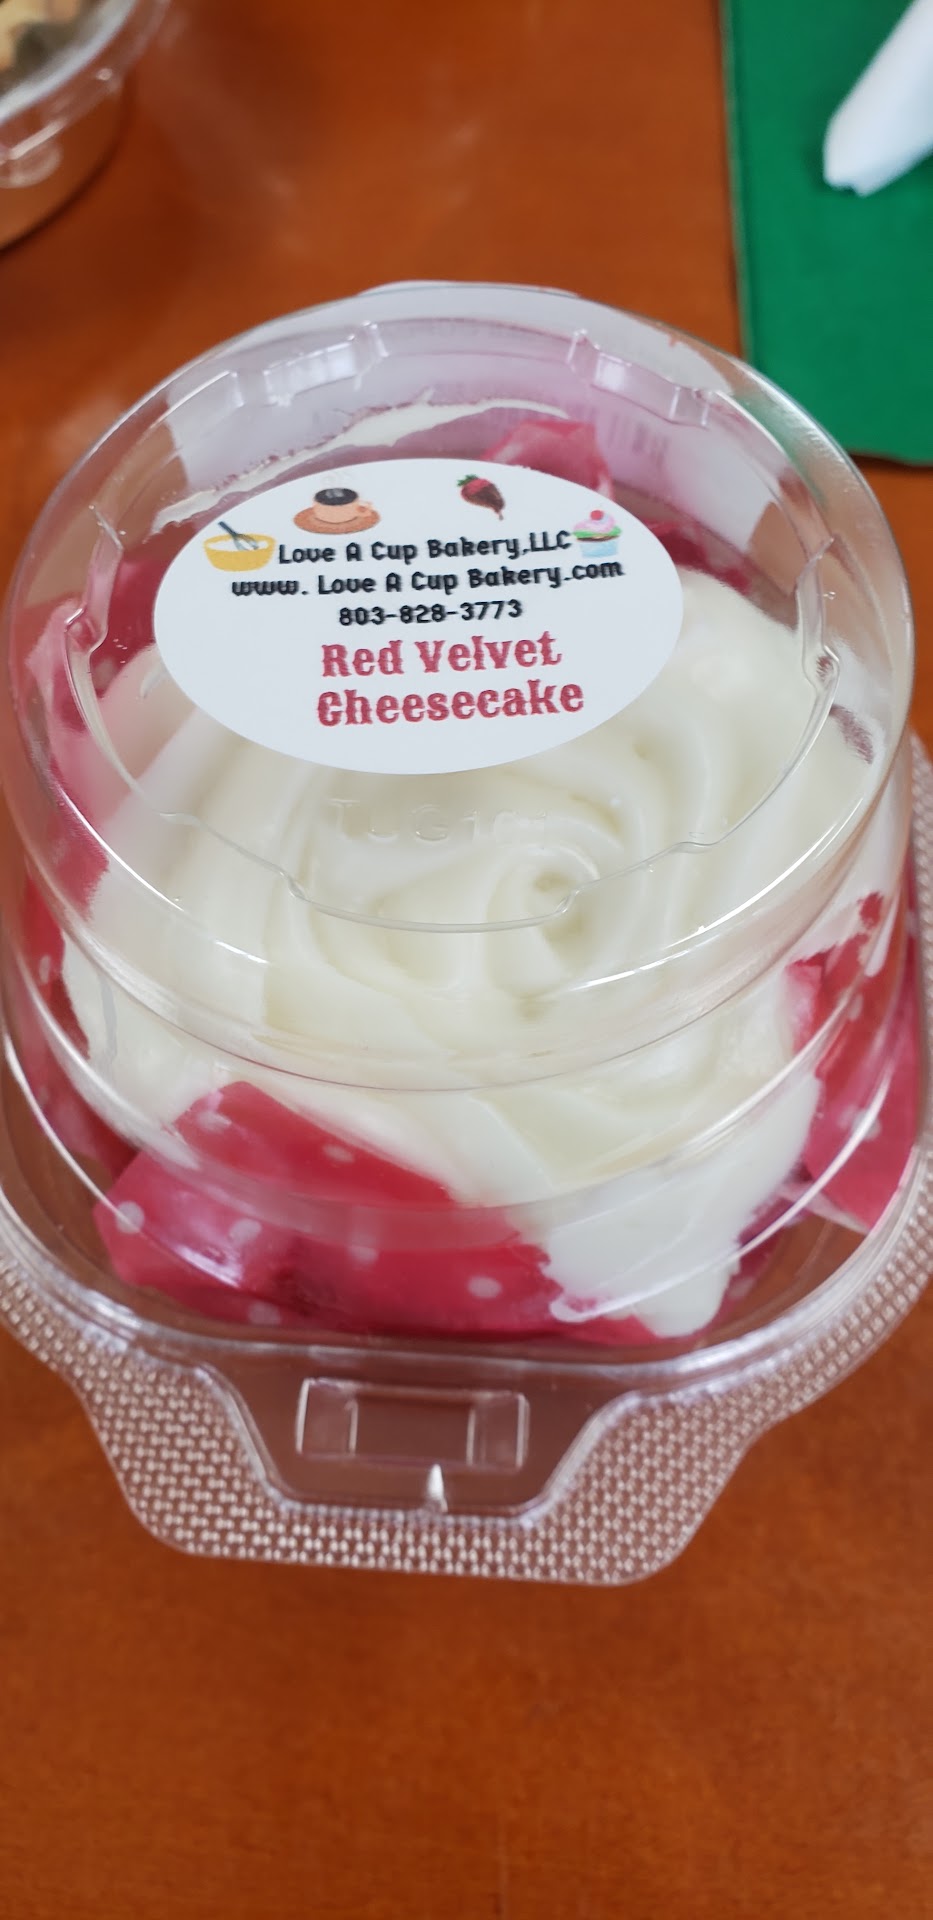 Love A Cup Bakery,LLC
www. Love A Cup Bakery.com
803-828-3773
Red Velvet
Cheesecake